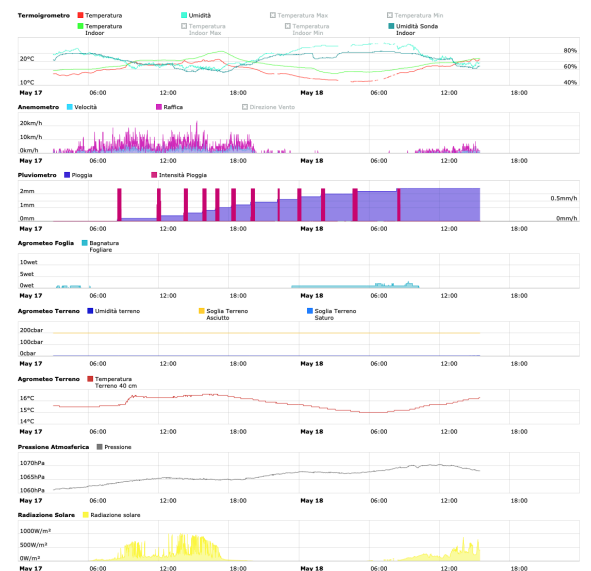 Termoigrometro Temperatura Umidità Temperatura Max Temperatura Min
Temperatura Indoor Temperatura Indoor Max Temperatura Indoor Min Umidità Sonda Indoor
20°C 80%
60%
10°C 40%
May 17 06:00 12:00 18:00 May 18 06:00 12:00 18:00
Anemometro Velocità Raffica Direzione Vento
20km/h
10km/h
0km/h
May 17 06:00 12:00 18:00 May 18 06:00 12:00 18:00
Pluviometro Pioggia Intensità Pioggia
2mm
1mm 0.5mm/h
0mm 0mm/h
May 17 06:00 12:00 18:00 May 18 06:00 12:00 18:00
Agrometeo Foglia Bagnatura Fogliare
10wet
5wet
0wet
May 17 06:00 12:00 18:00 May 18 06:00 12:00 18:00
Agrometeo Terreno Umidità terreno Soglia Terreno Asciutto Soglia Terreno Saturo
200cbar
100cbar
0cbar
May 17 06:00 12:00 18:00 May 18 06:00 12:00 18:00
Agrometeo Terreno Temperatura Terreno 40 cm
16°C
15°C
14°C
May 17 06:00 12:00 18:00 May 18 06:00 12:00 18:00
Pressione Atmosferica Pressione
1070hPa
1065hPa
1060hPa
May 17 06:00 12:00 18:00 May 18 06:00 12:00 18:00
Radiazione Solare Radiazione solare
1000W/m²
500W/m²
0W/m²
May 17 06:00 12:00 18:00 May 18 06:00 12:00 18:00